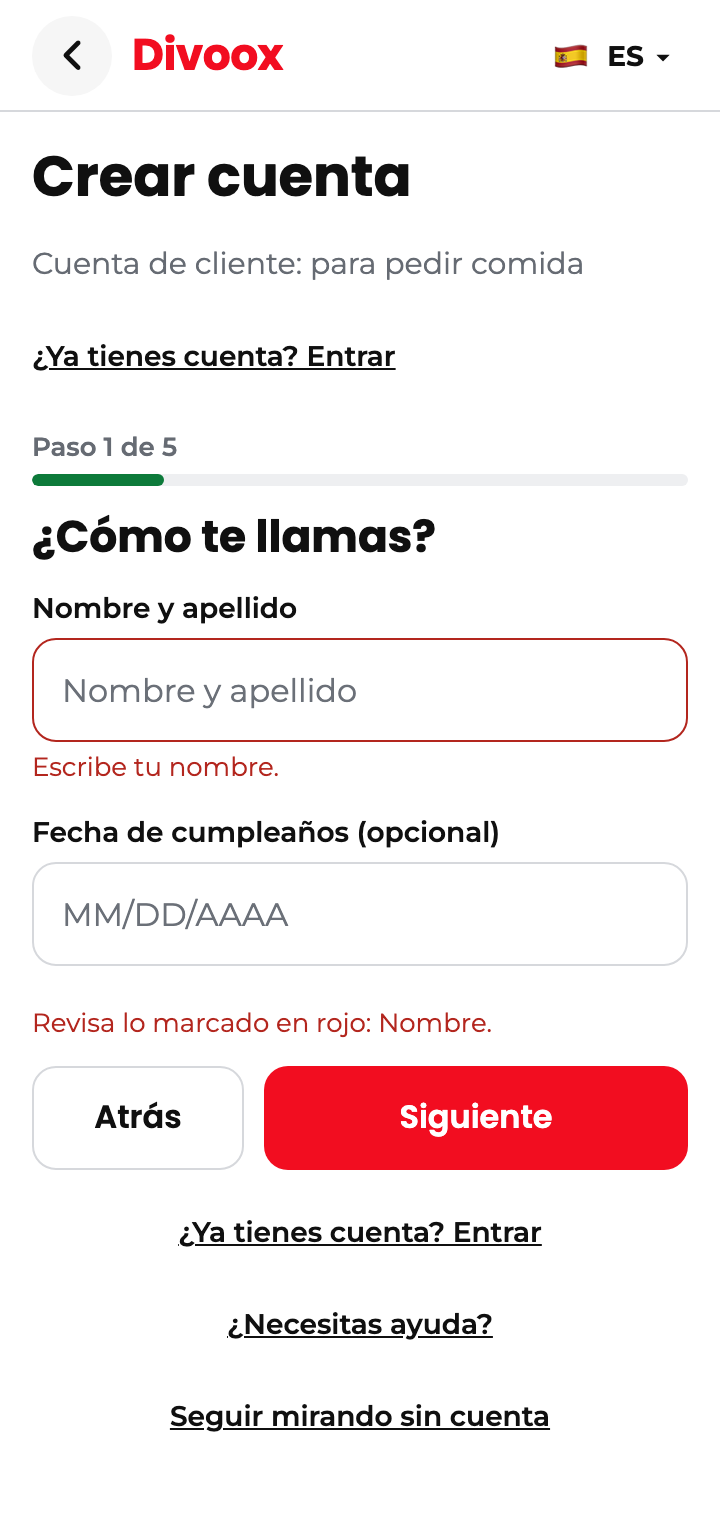 Divoox
ES
Crear cuenta
Cuenta de cliente: para pedir comida
¿Ya tienes cuenta? Entrar
Paso 1 de 5
¿Cómo te llamas?
Nombre y apellido
Nombre y apellido
Escribe tu nombre.
Fecha de cumpleaños (opcional)
MM/DD/AAAA
Revisa lo marcado en rojo: Nombre.
Atrás
Siguiente
¿Ya tienes cuenta? Entrar
¿Necesitas ayuda?
Seguir mirando sin cuenta